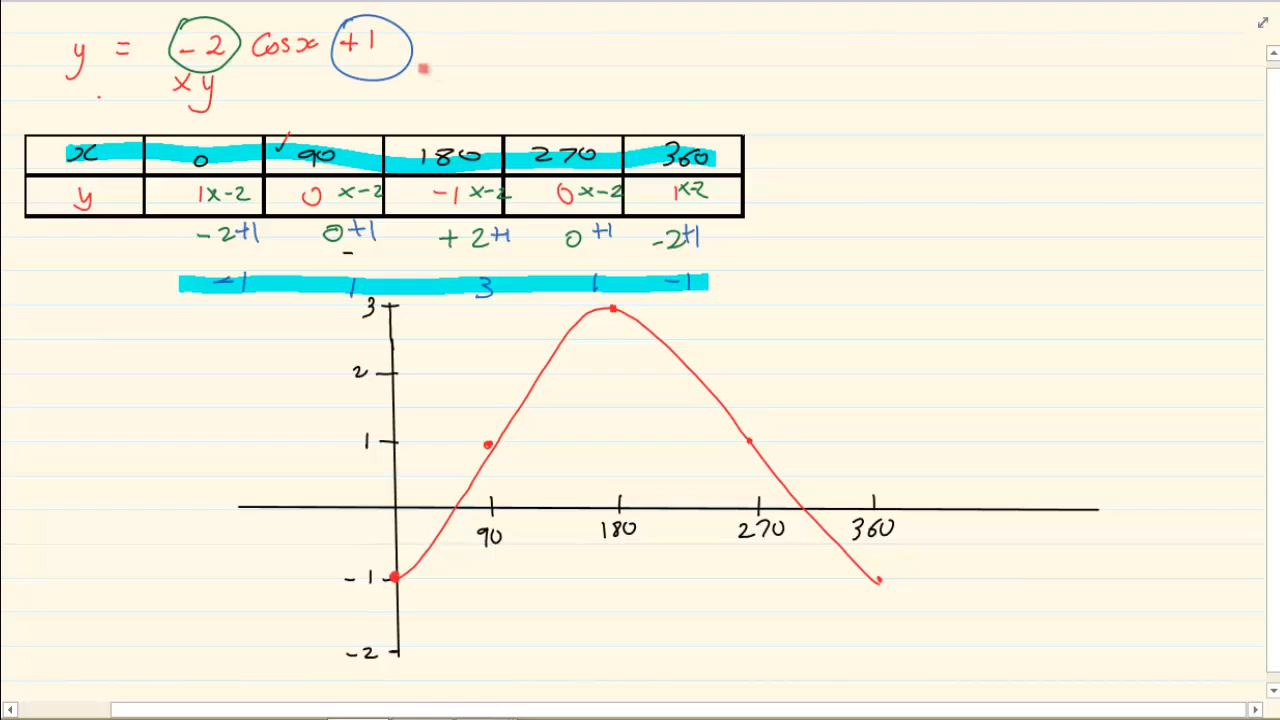 y = -2 cosx +1
xy
x 0 90 180 270 360
y 1x-2 0 x-2 -1 x-2 0 x-2 1x-2
-2+1 0+1 +2+1 0+1 -2+1
-1 1 3 1 -1
3
2
1
90 180 270 360
-1
-2